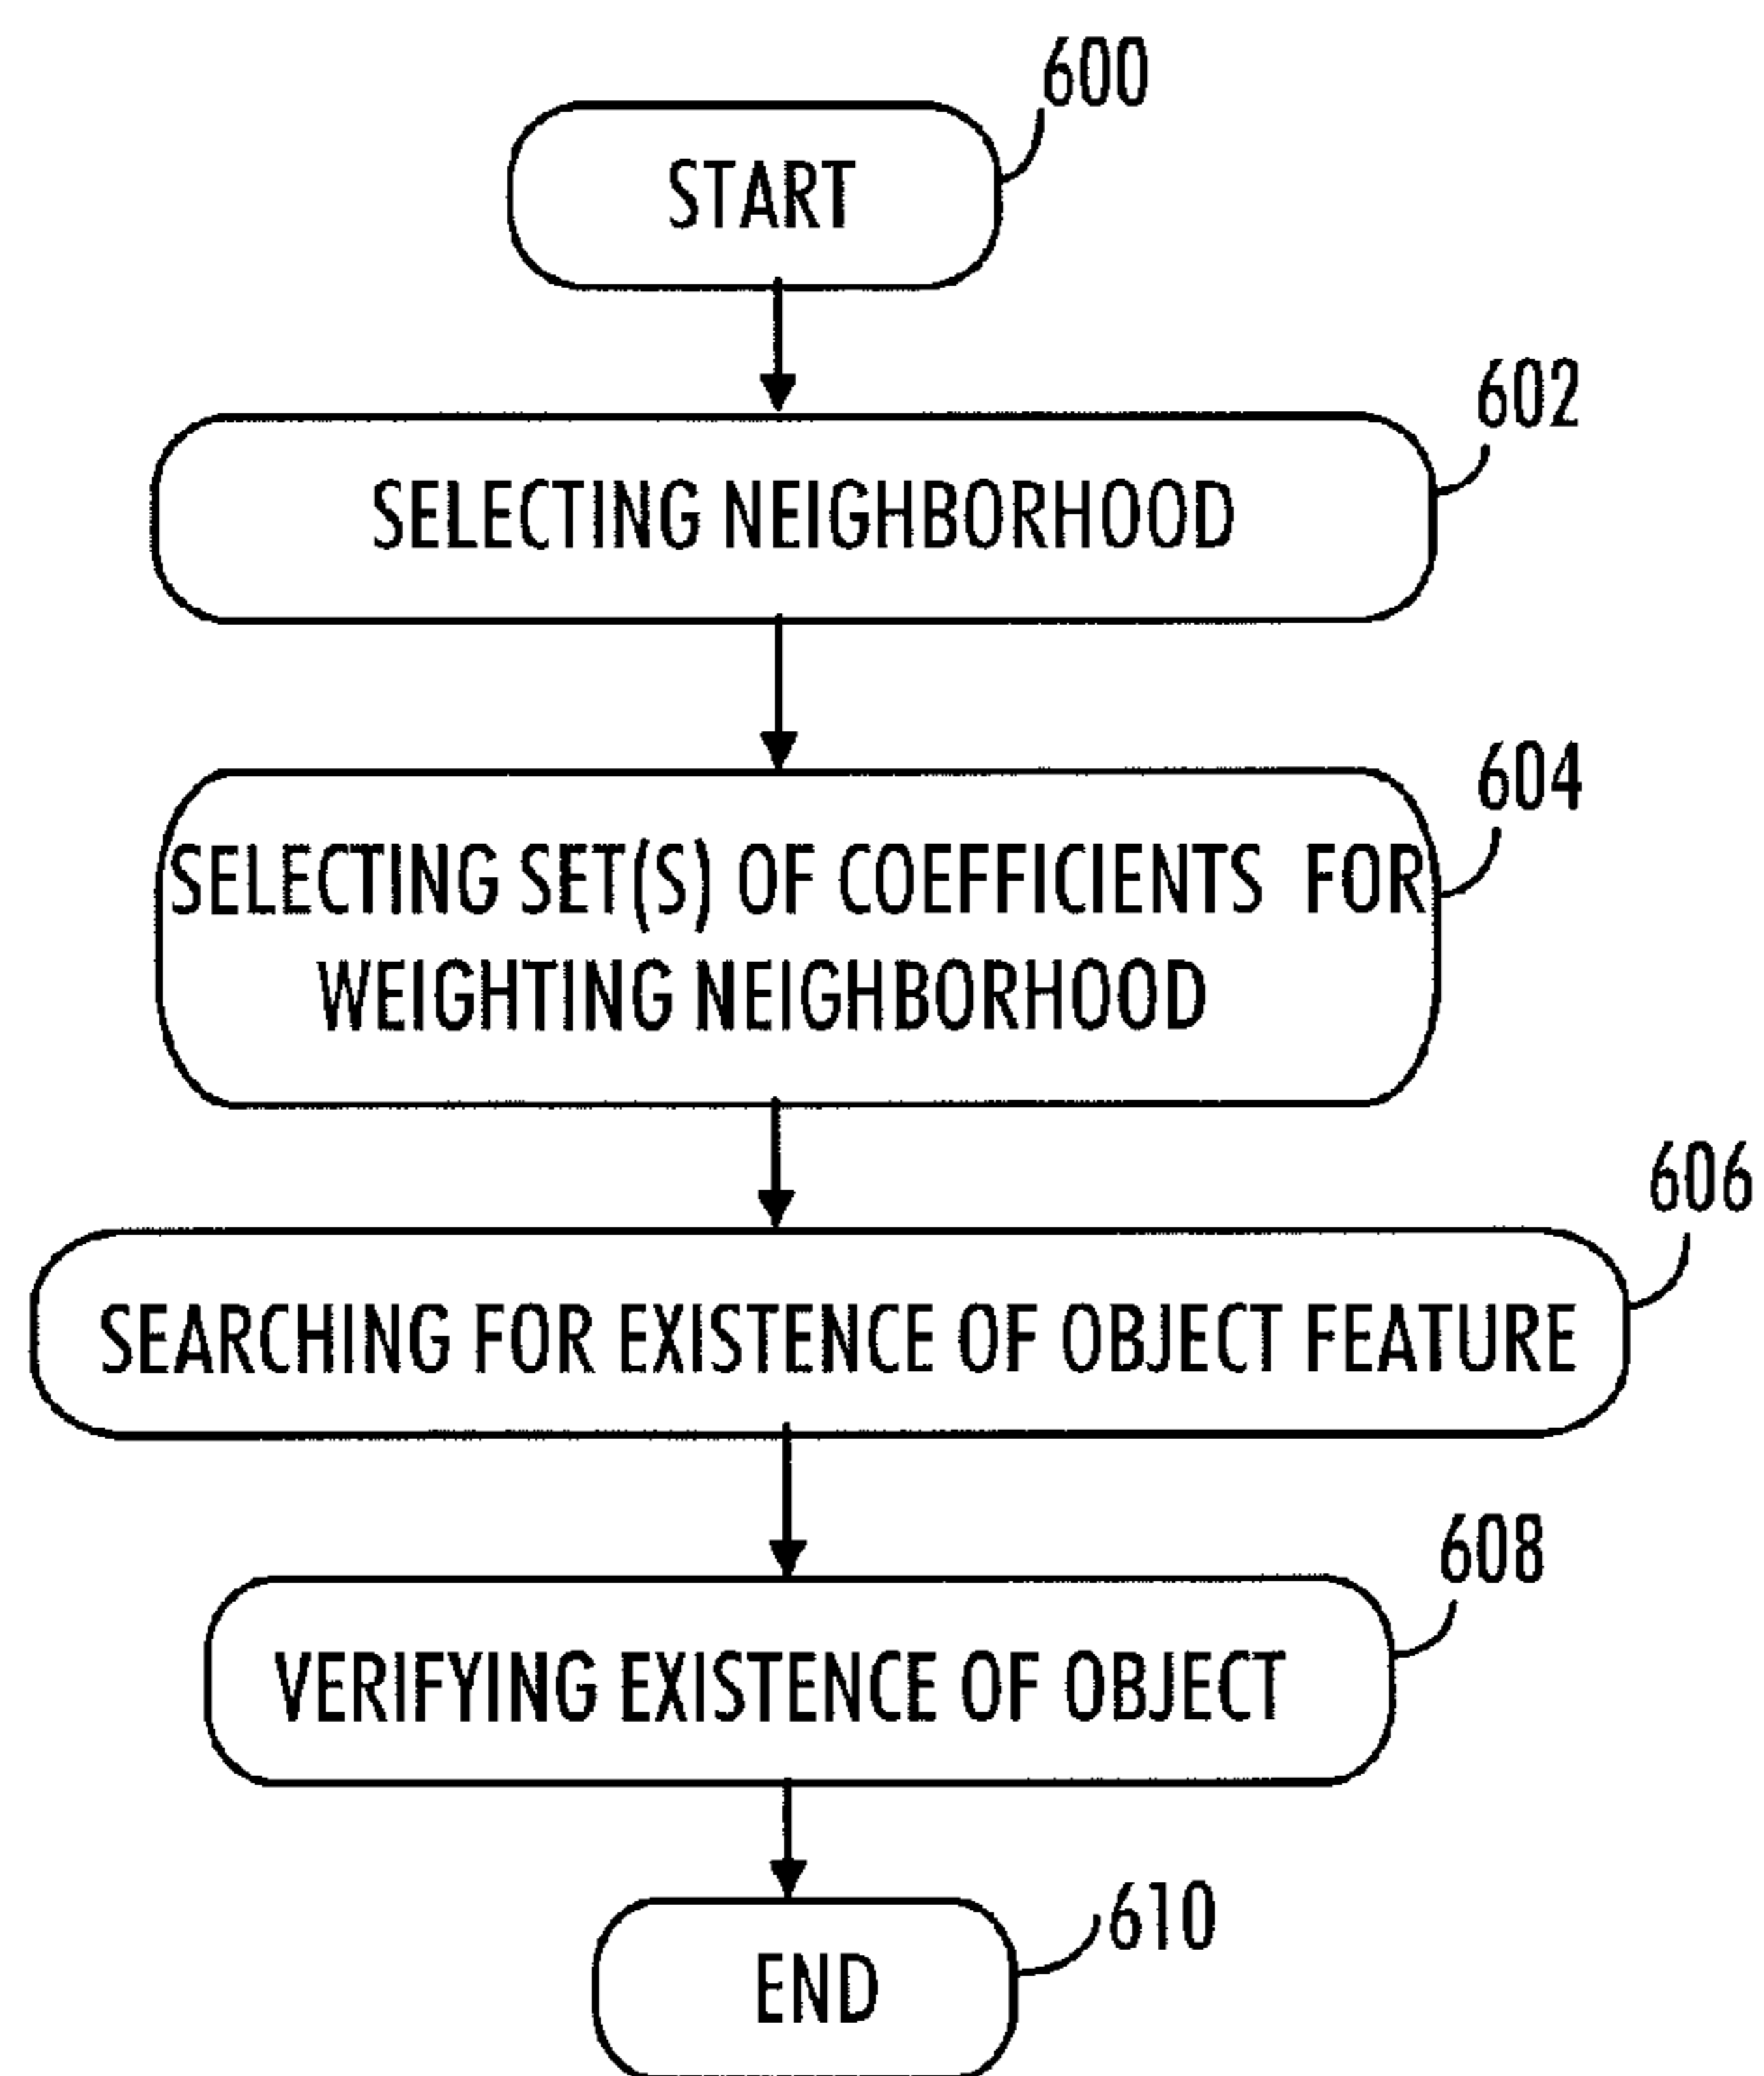 600
START
602
SELECTING NEIGHBORHOOD
604
SELECTING SET(S) OF COEFFICIENTS FOR
WEIGHTING NEIGHBORHOOD
606
SEARCHING FOR EXISTENCE OF OBJECT FEATURE
608
VERIFYING EXISTENCE OF OBJECT
610
END